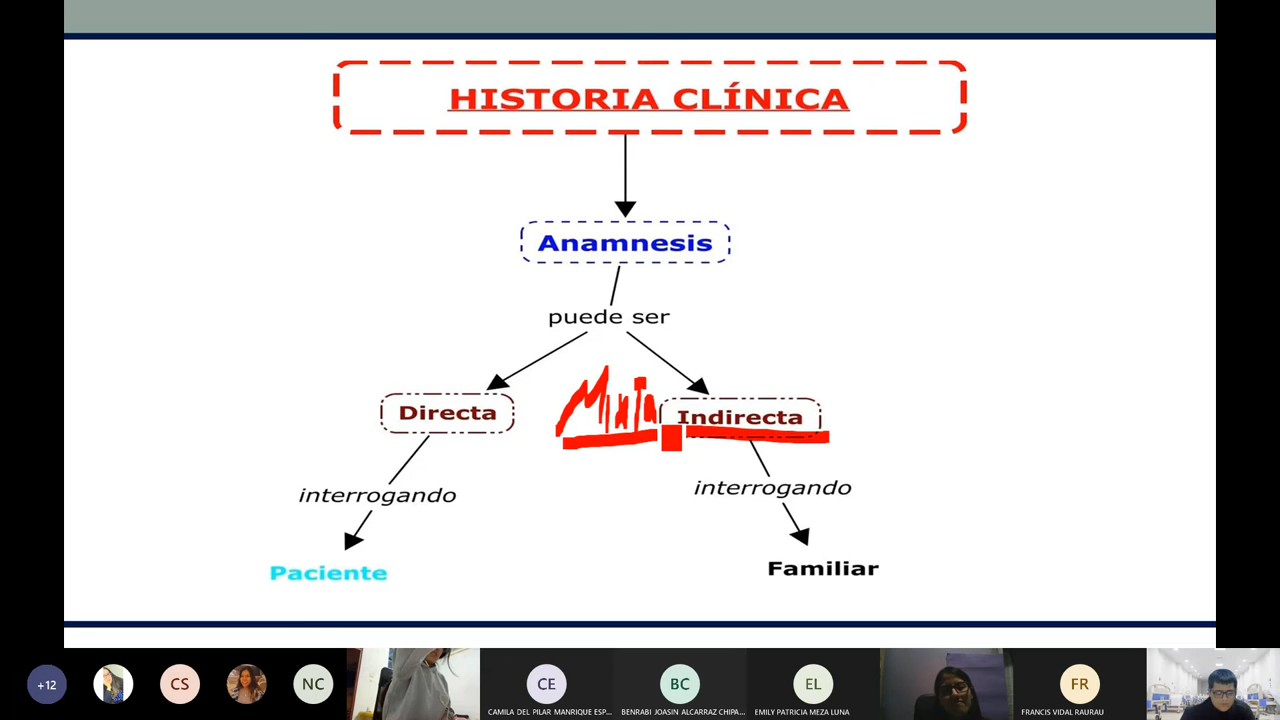 HISTORIA CLÍNICA
Anamnesis
puede ser
Directa
Mixta
Indirecta
interrogando
interrogando
Paciente
Familiar
+12
CS
NC
CE
BC
EL
FR
CAMILA DEL PILAR MANRIQUE ESP...
BENRABI JOASIN ALCARRAZ CHIPA...
EMILY PATRICIA MEZA LUNA
FRANCIS VIDAL RAURAU